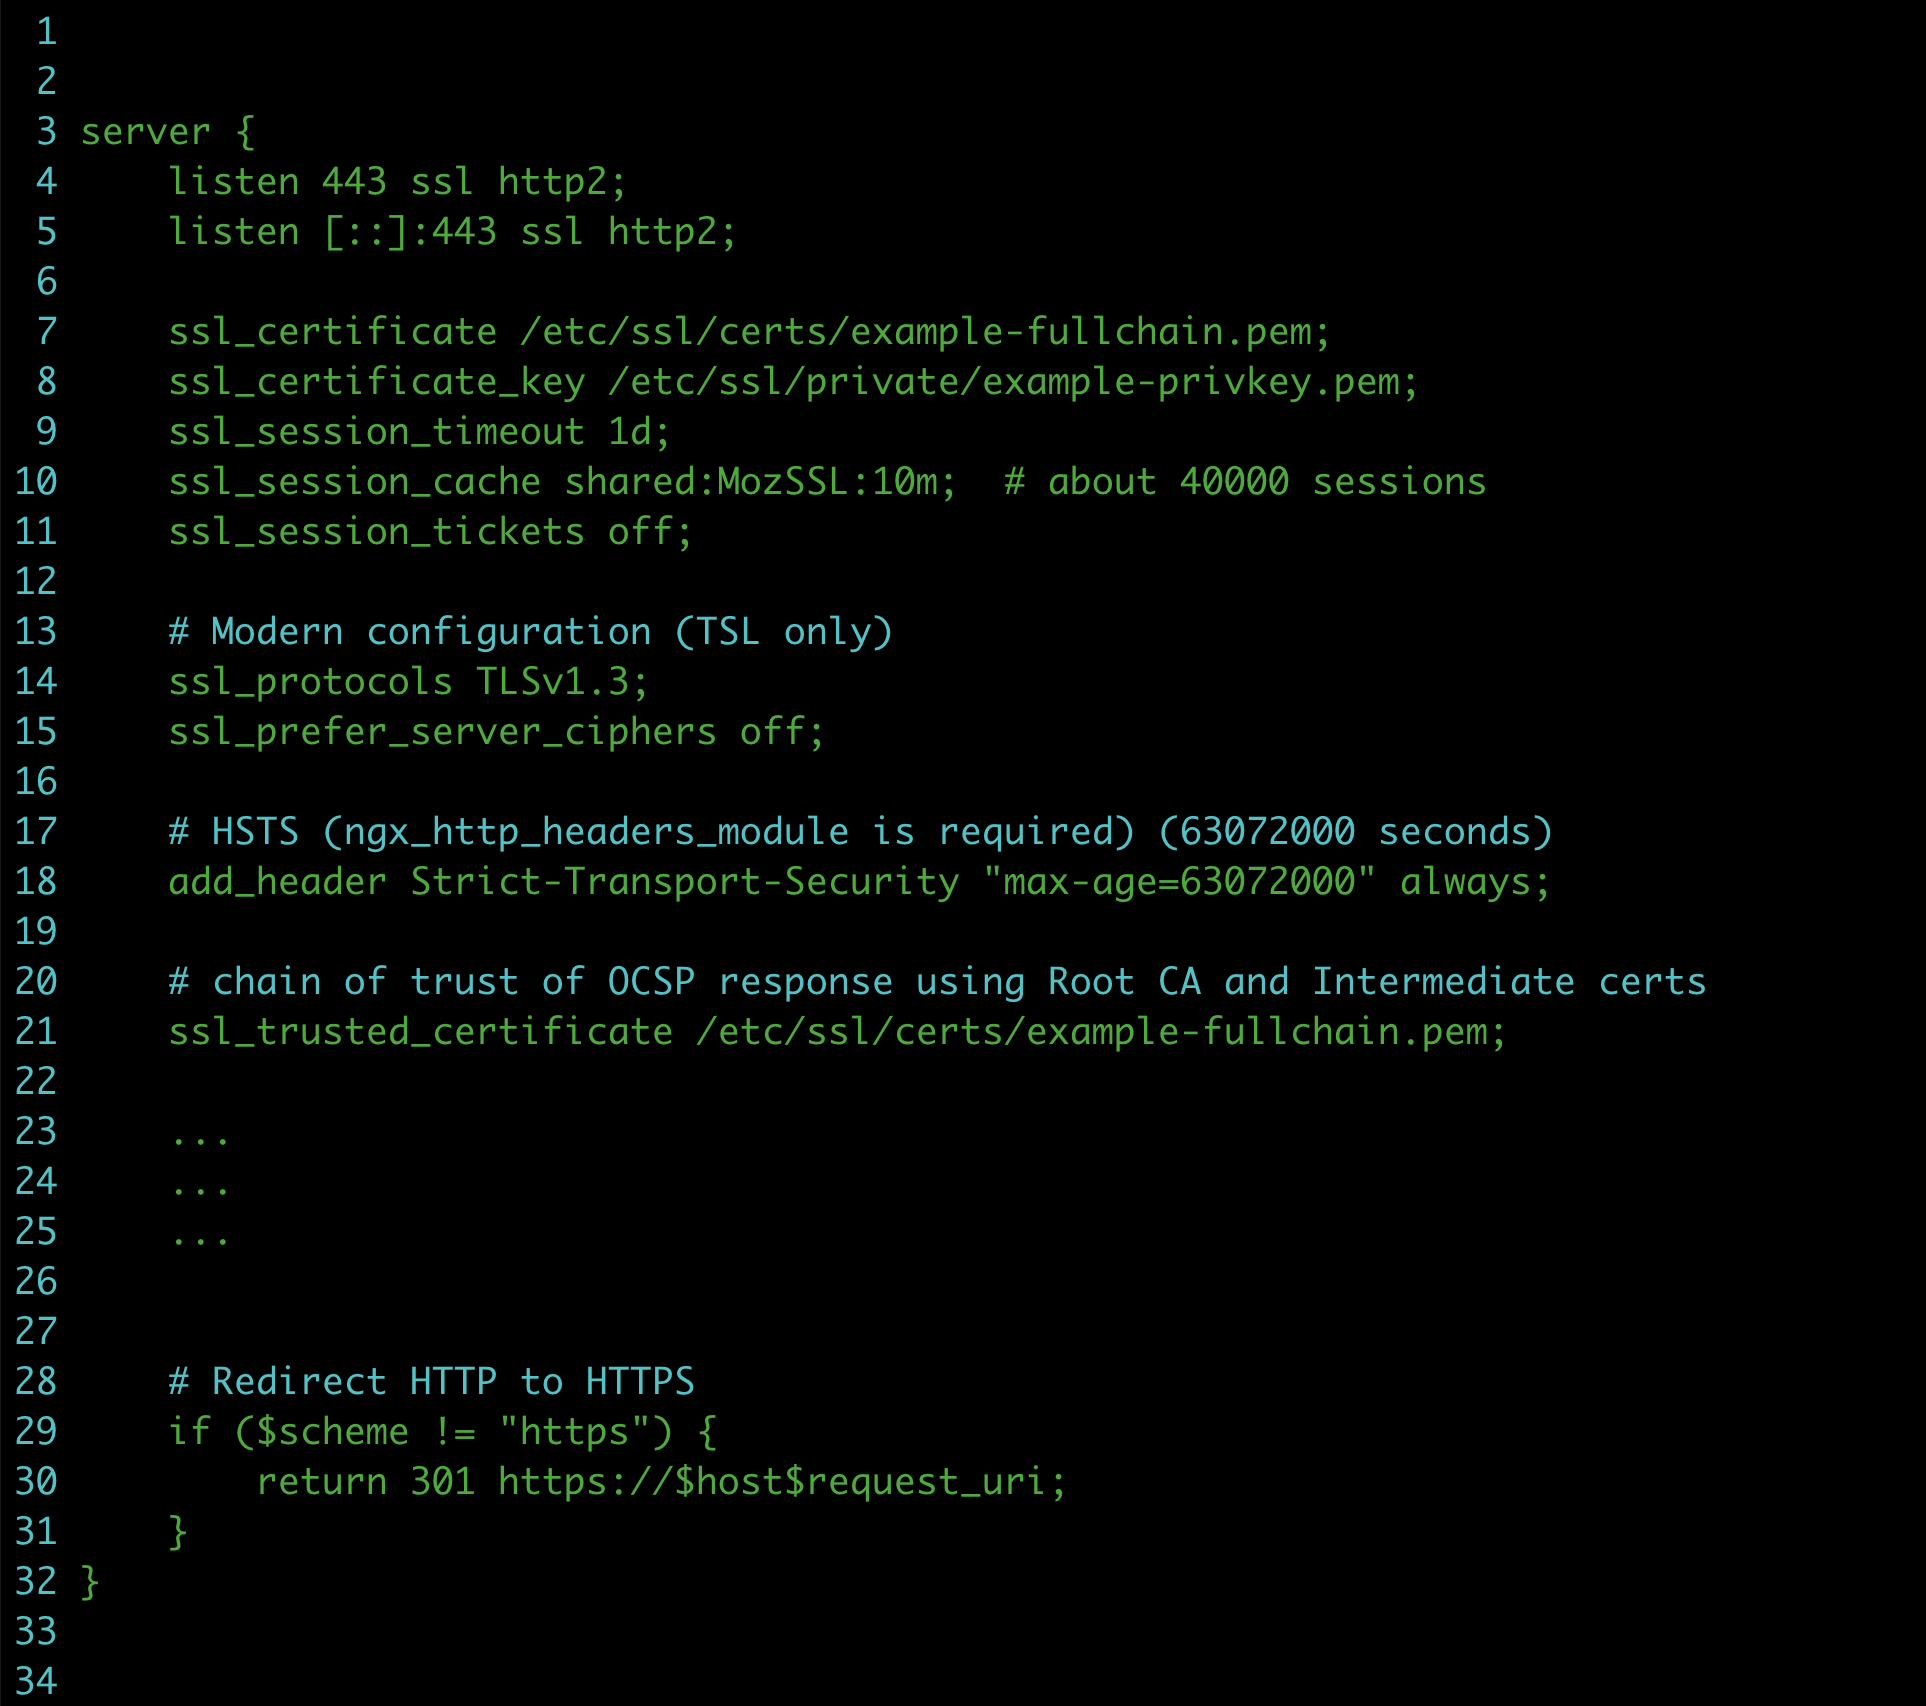 1
2
3 server {
4     listen 443 ssl http2;
5     listen [::]:443 ssl http2;
6
7     ssl_certificate /etc/ssl/certs/example-fullchain.pem;
8     ssl_certificate_key /etc/ssl/private/example-privkey.pem;
9     ssl_session_timeout 1d;
10     ssl_session_cache shared:MozSSL:10m;  # about 40000 sessions
11     ssl_session_tickets off;
12
13     # Modern configuration (TSL only)
14     ssl_protocols TLSv1.3;
15     ssl_prefer_server_ciphers off;
16
17     # HSTS (ngx_http_headers_module is required) (63072000 seconds)
18     add_header Strict-Transport-Security "max-age=63072000" always;
19
20     # chain of trust of OCSP response using Root CA and Intermediate certs
21     ssl_trusted_certificate /etc/ssl/certs/example-fullchain.pem;
22
23     ...
24     ...
25     ...
26
27
28     # Redirect HTTP to HTTPS
29     if ($scheme != "https") {
30         return 301 https://$host$request_uri;
31     }
32 }
33
34